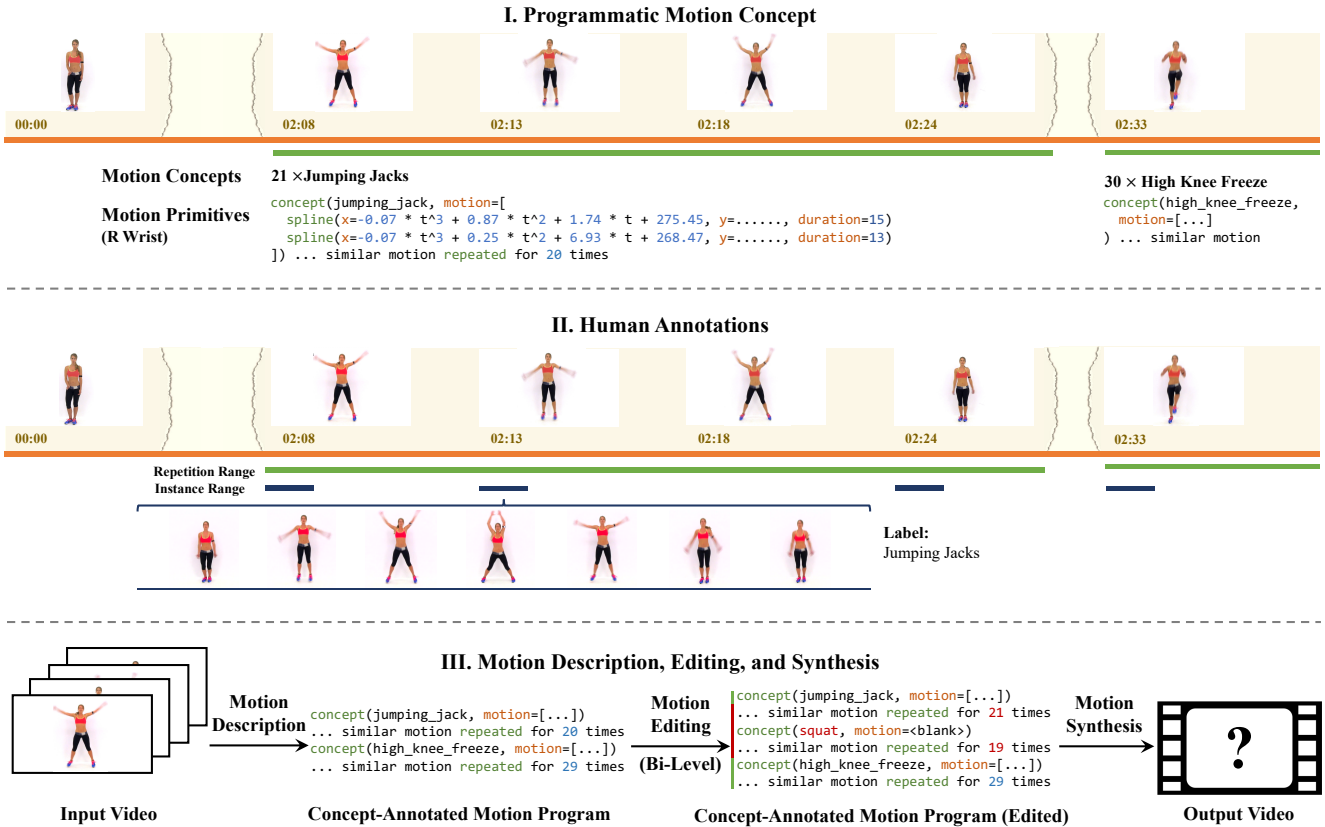 I. Programmatic Motion Concept
00:00
02:08
02:13
02:18
02:24
02:33
Motion Concepts
21 ×Jumping Jacks
30 × High Knee Freeze
Motion Primitives
(R Wrist)
concept(jumping_jack, motion=[
spline(x=-0.07 * t^3 + 0.87 * t^2 + 1.74 * t + 275.45, y=......, duration=15)
spline(x=-0.07 * t^3 + 0.25 * t^2 + 6.93 * t + 268.47, y=......, duration=13)
]) ... similar motion repeated for 20 times
concept(high_knee_freeze,
motion=[...]
) ... similar motion
II. Human Annotations
00:00
02:08
02:13
02:18
02:24
02:33
Repetition Range
Instance Range
Label:
Jumping Jacks
III. Motion Description, Editing, and Synthesis
Input Video
Motion
Description
concept(jumping_jack, motion=[...])
... similar motion repeated for 20 times
concept(high_knee_freeze, motion=[...])
... similar motion repeated for 29 times
Concept-Annotated Motion Program
Motion
Editing
(Bi-Level)
concept(jumping_jack, motion=[...])
... similar motion repeated for 21 times
concept(squat, motion=<blank>)
... similar motion repeated for 19 times
concept(high_knee_freeze, motion=[...])
... similar motion repeated for 29 times
Concept-Annotated Motion Program (Edited)
Motion
Synthesis
?
Output Video